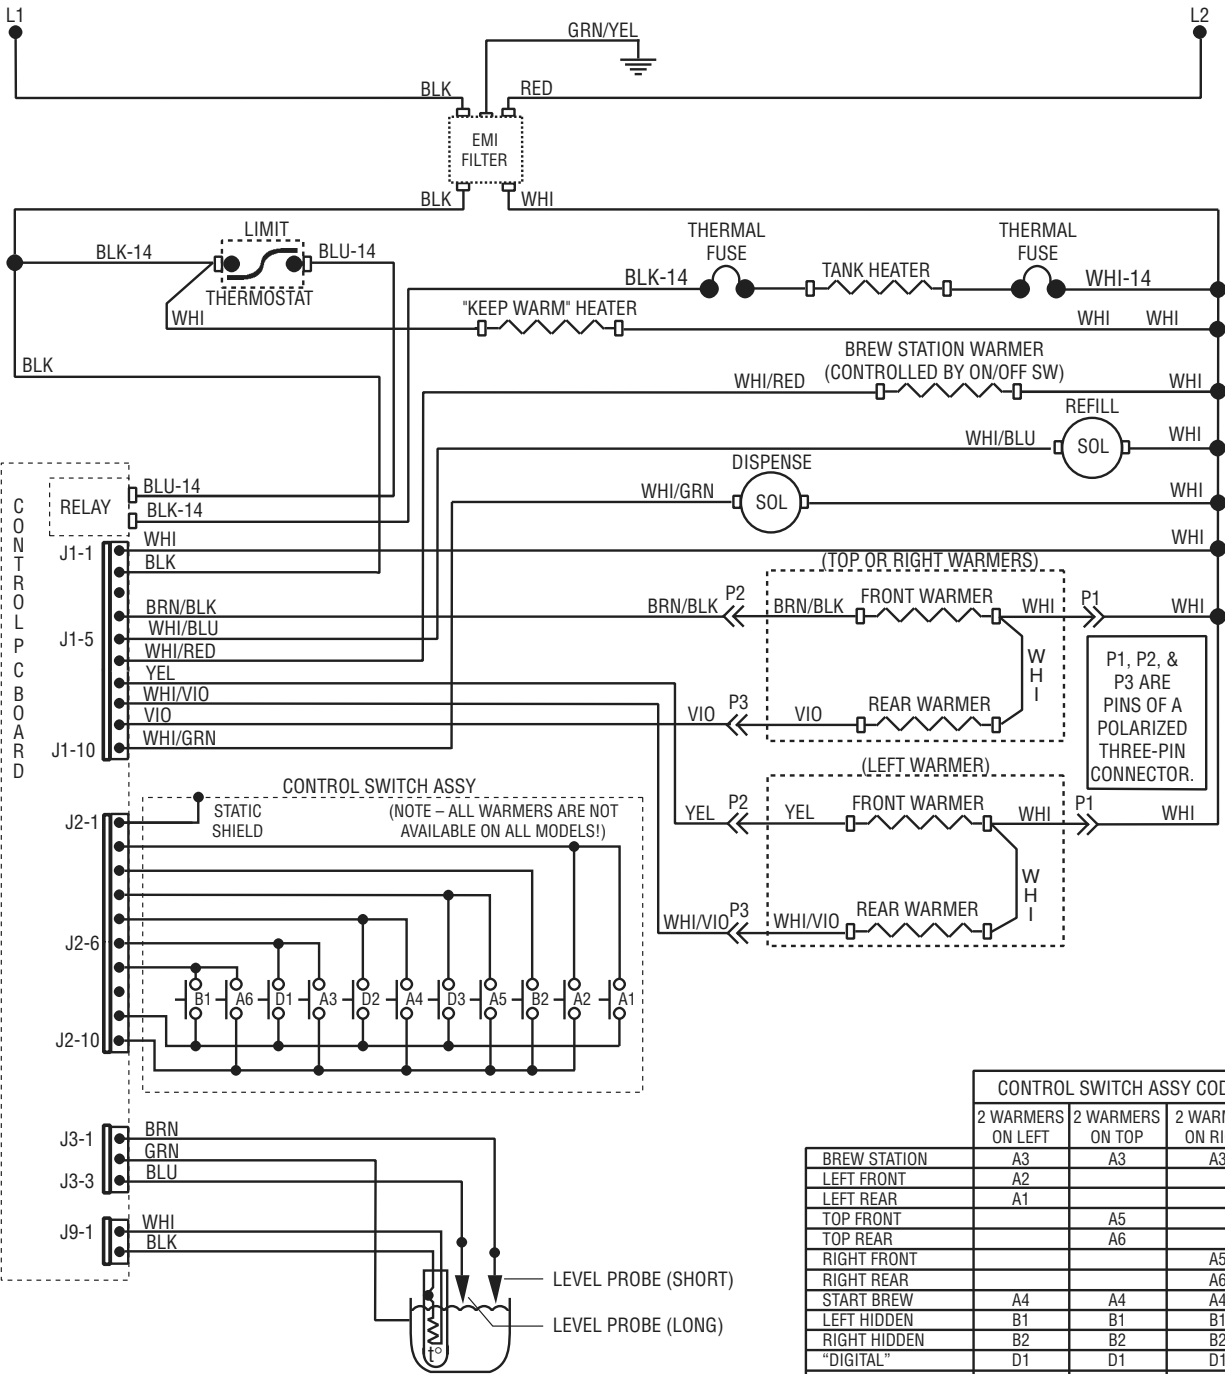 L1
L2
GRN/YEL
BLK
RED
EMI
FILTER
BLK
WHI
LIMIT
BLK-14
BLU-14
THERMOSTAT
THERMAL
FUSE
THERMAL
FUSE
BLK-14
TANK HEATER
WHI-14
WHI
"KEEP WARM" HEATER
WHI
WHI
BLK
BREW STATION WARMER
(CONTROLLED BY ON/OFF SW)
WHI/RED
WHI
REFILL
WHI/BLU
SOL
WHI
DISPENSE
WHI/GRN
SOL
WHI
CONTROL PC BOARD
RELAY
BLU-14
BLK-14
J1-1
WHI
WHI
BLK
(TOP OR RIGHT WARMERS)
BRN/BLK
BRN/BLK
P2
BRN/BLK
FRONT WARMER
WHI
P1
WHI
J1-5
WHI/BLU
WHI/RED
YEL
WHI/VIO
VIO
WHI/GRN
J1-10
WHI
VIO
P3
VIO
REAR WARMER
P1, P2, &
P3 ARE
PINS OF A
POLARIZED
THREE-PIN
CONNECTOR.
(LEFT WARMER)
YEL
P2
YEL
FRONT WARMER
WHI
P1
WHI
WHI
WHI/VIO
P3
WHI/VIO
REAR WARMER
CONTROL SWITCH ASSY
J2-1
STATIC
SHIELD
(NOTE – ALL WARMERS ARE NOT
AVAILABLE ON ALL MODELS!)
J2-6
B1 A6 D1 A3 D2 A4 D3 A5 B2 A2 A1
J2-10
J3-1
BRN
GRN
J3-3
BLU
J9-1
WHI
BLK
LEVEL PROBE (SHORT)
LEVEL PROBE (LONG)
t°
CONTROL SWITCH ASSY COD
2 WARMERS ON LEFT 2 WARMERS ON TOP 2 WARM ON RI
BREW STATION A3 A3 A3
LEFT FRONT A2
LEFT REAR A1
TOP FRONT A5
TOP REAR A6
RIGHT FRONT A5
RIGHT REAR A6
START BREW A4 A4 A4
LEFT HIDDEN B1 B1 B1
RIGHT HIDDEN B2 B2 B2
“DIGITAL” D1 D1 D1